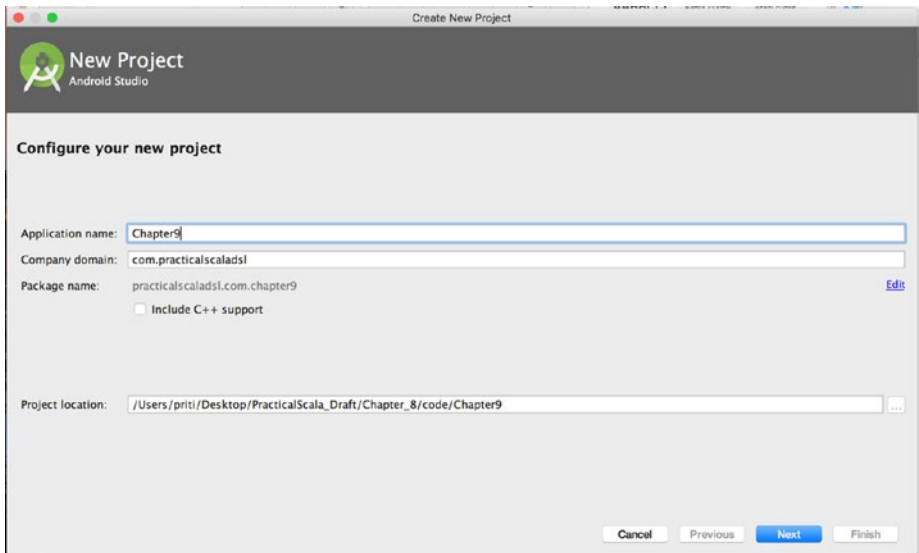 Create New Project
New Project
Android Studio
Configure your new project
Application name: Chapter9
Company domain: com.practicalscaladsl
Package name: practicalscaladsl.com.chapter9 Edit
Include C++ support
Project location: /Users/priti/Desktop/PracticalScala_Draft/Chapter_8/code/Chapter9 ...
Cancel Previous Next Finish